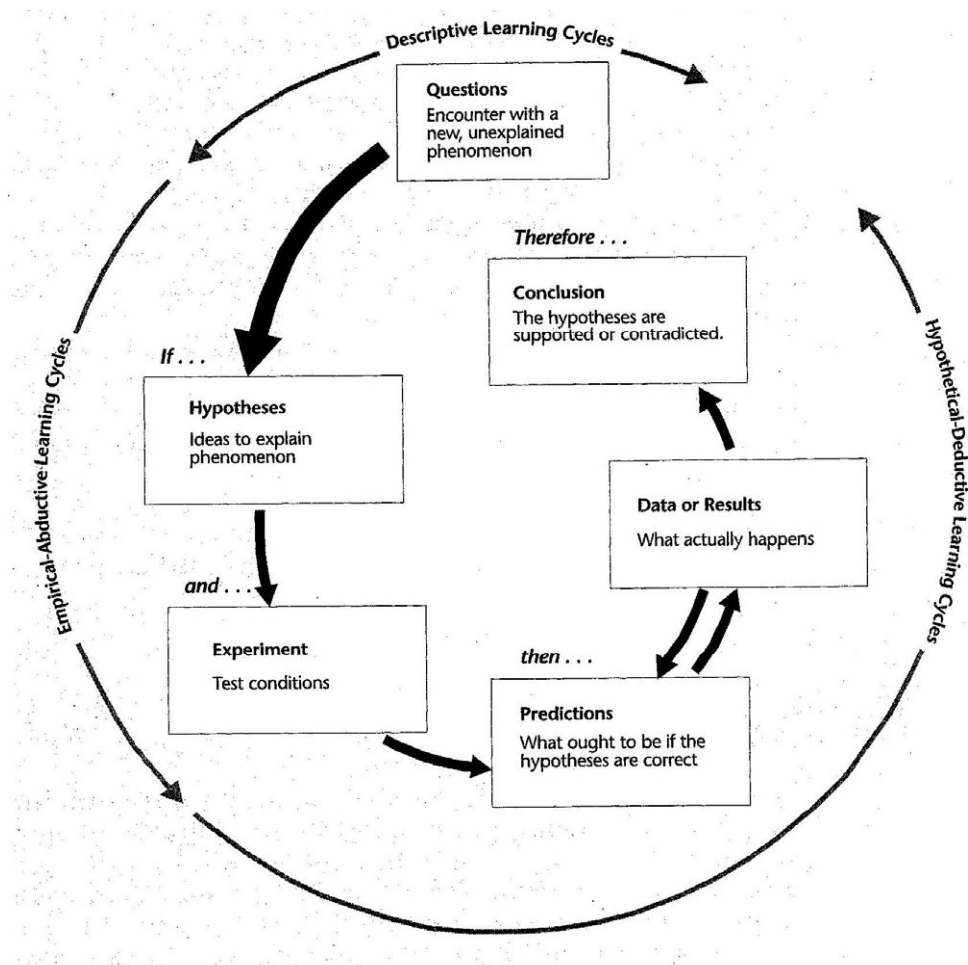 Descriptive Learning Cycles
Questions
Encounter with a
new, unexplained
phenomenon
Therefore . . .
Conclusion
The hypotheses are
supported or contradicted.
If . . .
Hypotheses
Ideas to explain
phenomenon
Data or Results
What actually happens
and . . .
Experiment
Test conditions
then . . .
Predictions
What ought to be if the
hypotheses are correct
Empirical-Abductive Learning Cycles
Hypothetical-Deductive Learning Cycles